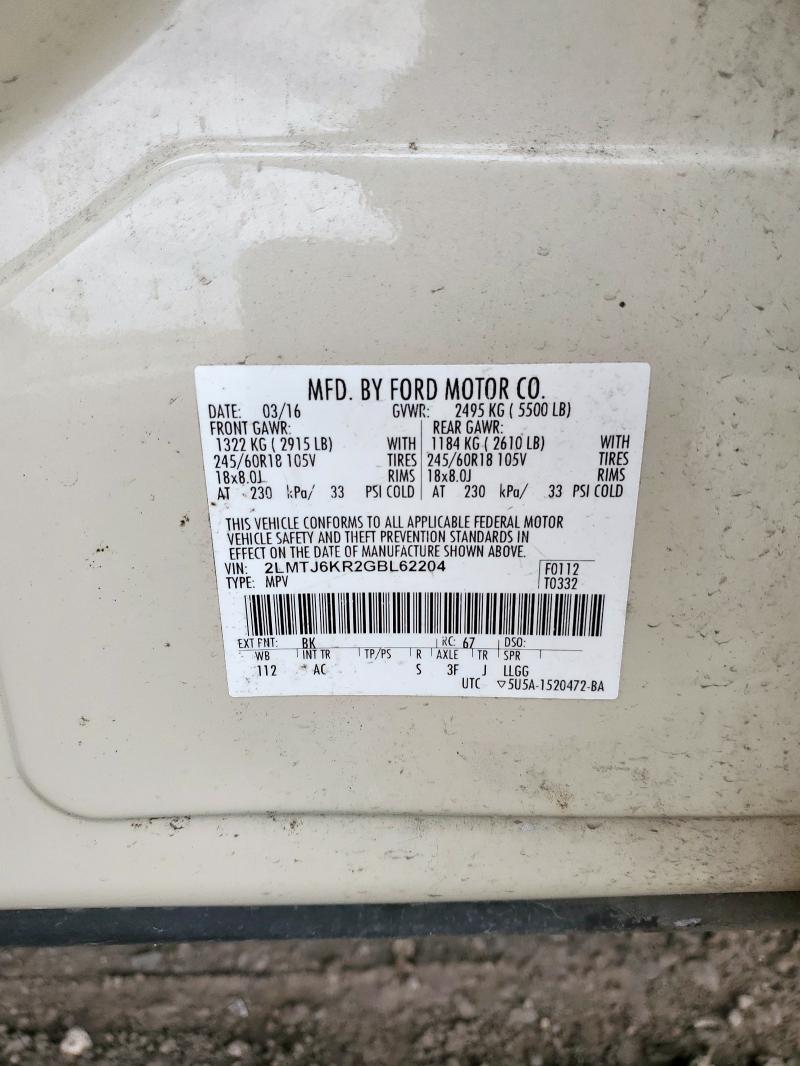 MFD. BY FORD MOTOR CO.
DATE: 03/16 GVWR: 2495 KG ( 5500 LB)
FRONT GAWR: REAR GAWR:
1322 KG ( 2915 LB) WITH 1184 KG ( 2610 LB) WITH
245/60R18 105V TIRES 245/60R18 105V TIRES
18x8.0J RIMS 18x8.0J RIMS
AT 230 kPa/ 33 PSI COLD AT 230 kPa/ 33 PSI COLD
THIS VEHICLE CONFORMS TO ALL APPLICABLE FEDERAL MOTOR
VEHICLE SAFETY AND THEFT PREVENTION STANDARDS IN
EFFECT ON THE DATE OF MANUFACTURE SHOWN ABOVE.
VIN: 2LMTJ6KR2GBL62204 F0112
TYPE: MPV T0332
EXT PNT: BK RC: 67 DSO:
WB INT TR TP/PS R AXLE TR SPR
112 AC S 3F J LLGG
UTC ▽5U5A-1520472-BA